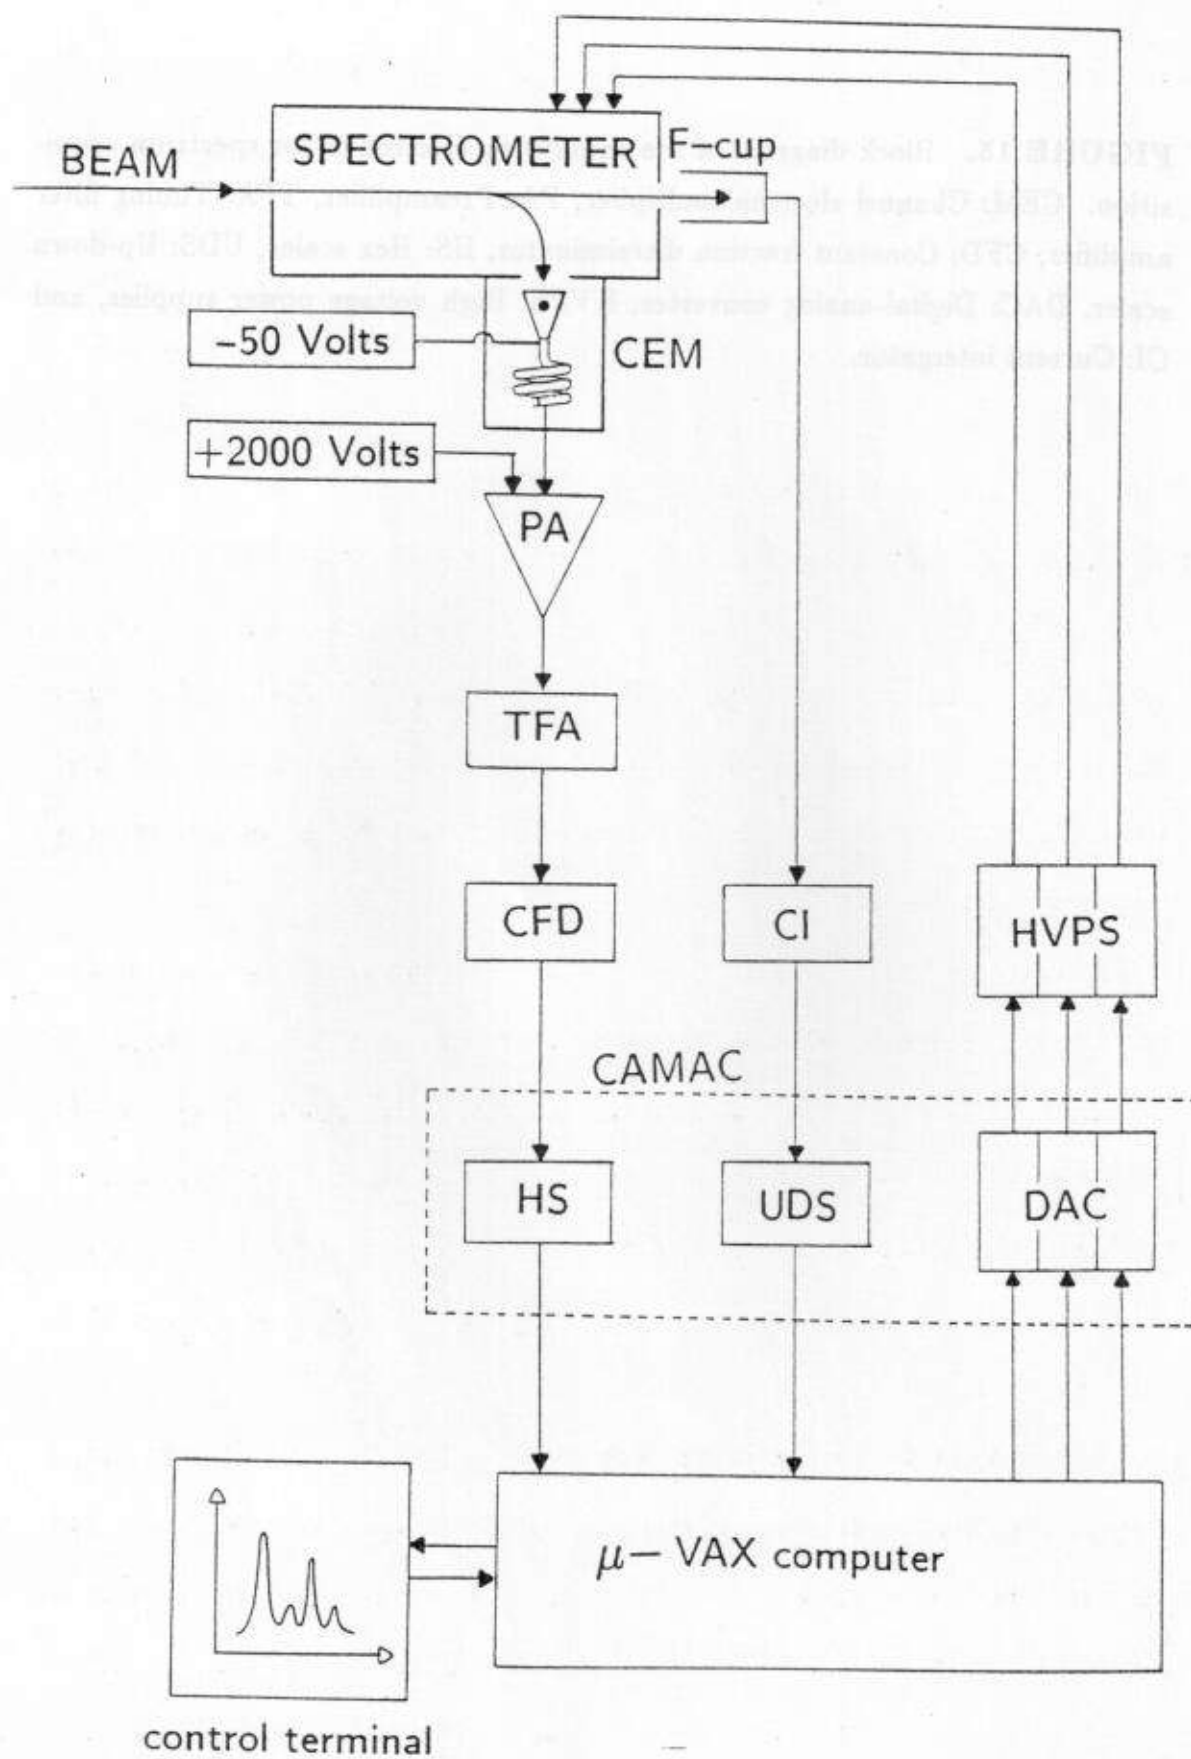 SPECTROMETER
F-cup
BEAM
-50 Volts
CEM
+2000 Volts
PA
TFA
CFD
CI
HVPS
CAMAC
HS
UDS
DAC
μ- VAX computer
control terminal